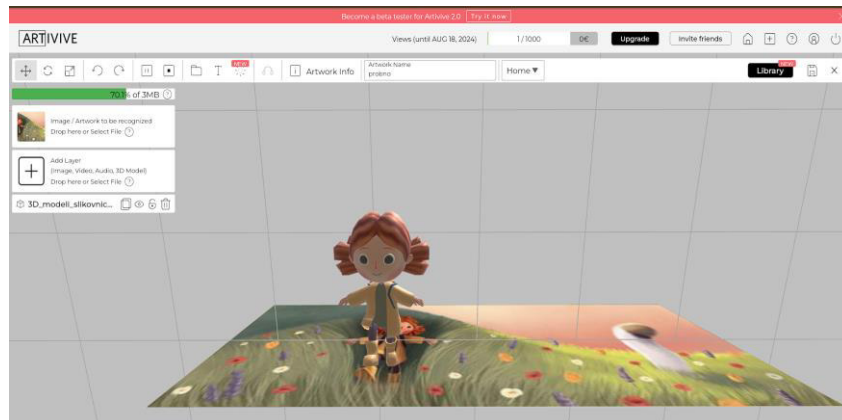 Become a beta tester for Artivive 2.0 Try it now
ARTIVIVE
Views (until AUG 18, 2024) 1 / 1000 0€ Upgrade Invite friends
NEW
T i Artwork Info
Artwork Name
probno
Home ▼
NEW
Library
70.1% of 3MB ?
Image / Artwork to be recognized
Drop here or Select File ?
Add Layer
(Image, Video, Audio, 3D Model)
Drop here or Select File ?
3D_modeli_slikovnic...